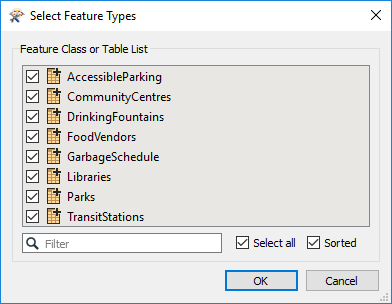 Select Feature Types
Feature Class or Table List
AccessibleParking
CommunityCentres
DrinkingFountains
FoodVendors
GarbageSchedule
Libraries
Parks
TransitStations
Filter Select all Sorted
OK Cancel